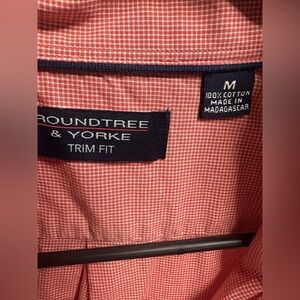 ROUNDTREE
& YORKE
TRIM FIT
M
100% COTTON
MADE IN
MADAGASCAR